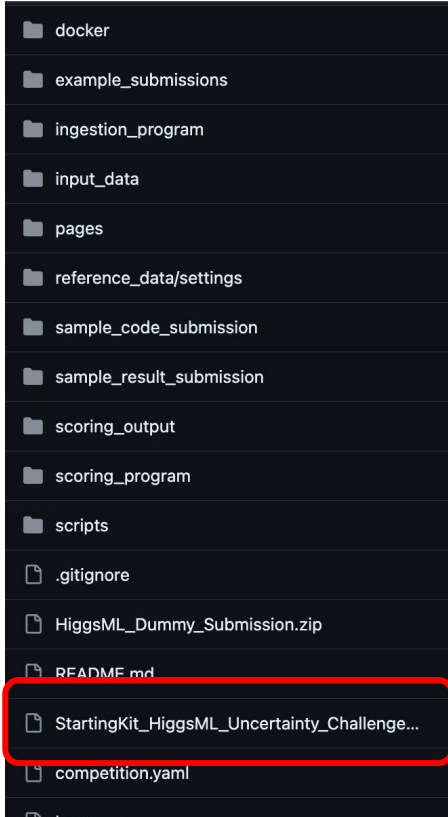 docker
example_submissions
ingestion_program
input_data
pages
reference_data/settings
sample_code_submission
sample_result_submission
scoring_output
scoring_program
scripts
.gitignore
HiggsML_Dummy_Submission.zip
README.md
StartingKit_HiggsML_Uncertainty_Challenge...
competition.yaml